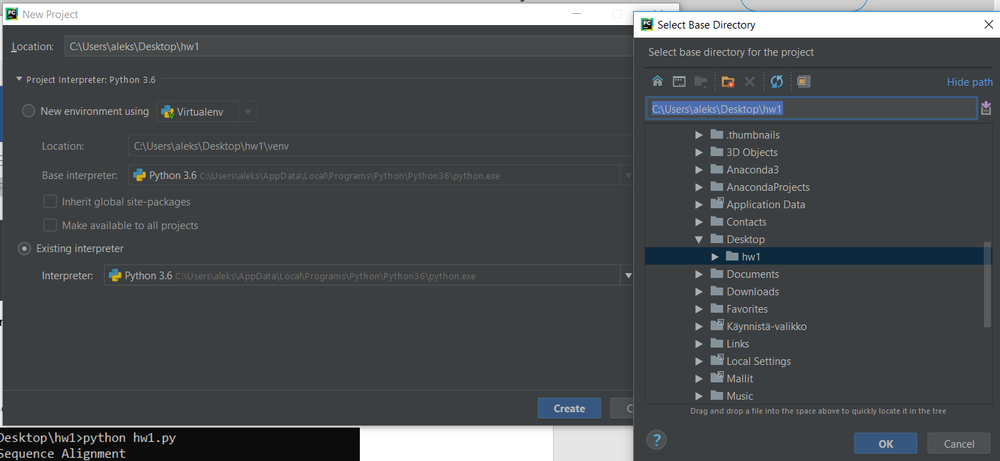 New Project
Location: C:\Users\aleks\Desktop\hw1
Project Interpreter: Python 3.6
New environment using Virtualenv
Location: C:\Users\aleks\Desktop\hw1\venv
Base interpreter: Python 3.6 C:\Users\aleks\AppData\Local\Programs\Python\Python36\python.exe
Inherit global site-packages
Make available to all projects
Existing interpreter
Interpreter: Python 3.6 C:\Users\aleks\AppData\Local\Programs\Python\Python36\python.exe
Create
Desktop\hw1>python hw1.py
Sequence Alignment
Select Base Directory
Select base directory for the project
Hide path
C:\Users\aleks\Desktop\hw1
.thumbnails
3D Objects
Anaconda3
AnacondaProjects
Application Data
Contacts
Desktop
hw1
Documents
Downloads
Favorites
Käynnistä-valikko
Links
Local Settings
Mallit
Music
Drag and drop a file into the space above to quickly locate it in the tree
?
OK
Cancel